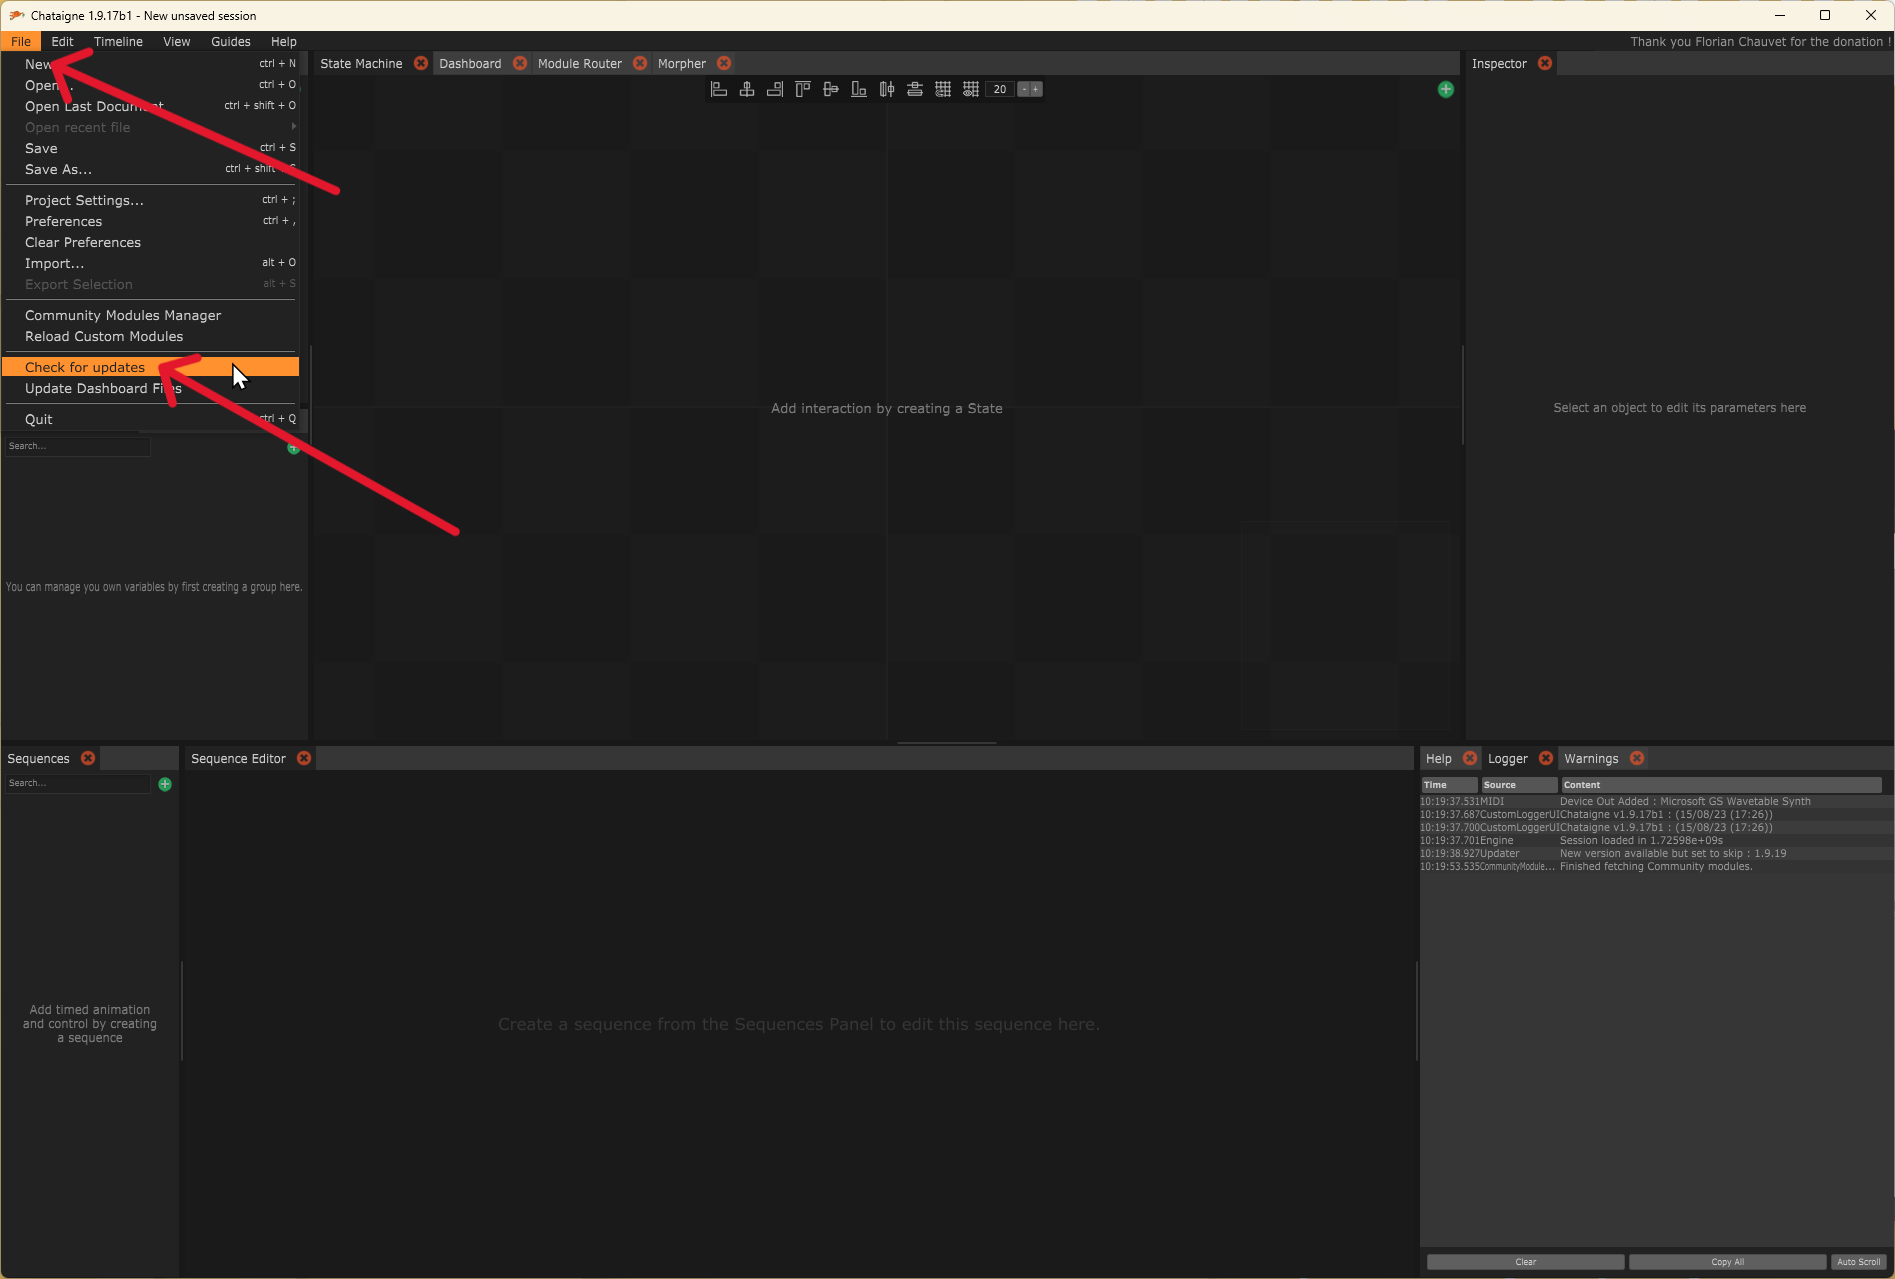 Chataigne 1.9.17b1 - New unsaved session
File Edit Timeline View Guides Help
Thank you Florian Chauvet for the donation !
New ctrl + N
Open... ctrl + O
Open Last Document ctrl + shift + O
Open recent file
Save ctrl + S
Save As... ctrl + shift + S
Project Settings... ctrl + ;
Preferences ctrl + ,
Clear Preferences
Import... alt + O
Export Selection alt + S
Community Modules Manager
Reload Custom Modules
Check for updates
Update Dashboard Files
Quit ctrl + Q
Search...
You can manage you own variables by first creating a group here.
State Machine Dashboard Module Router Morpher
20 - +
Add interaction by creating a State
Inspector
Select an object to edit its parameters here
Sequences
Search...
Add timed animation
and control by creating
a sequence
Sequence Editor
Create a sequence from the Sequences Panel to edit this sequence here.
Help Logger Warnings
Time Source Content
10:19:37.531 MIDI Device Out Added : Microsoft GS Wavetable Synth
10:19:37.687 CustomLoggerUI Chataigne v1.9.17b1 : (15/08/23 (17:26))
10:19:37.700 CustomLoggerUI Chataigne v1.9.17b1 : (15/08/23 (17:26))
10:19:37.701 Engine Session loaded in 1.72598e+09s
10:19:38.927 Updater New version available but set to skip : 1.9.19
10:19:53.535 CommunityModule... Finished fetching Community modules.
Clear Copy All Auto Scroll